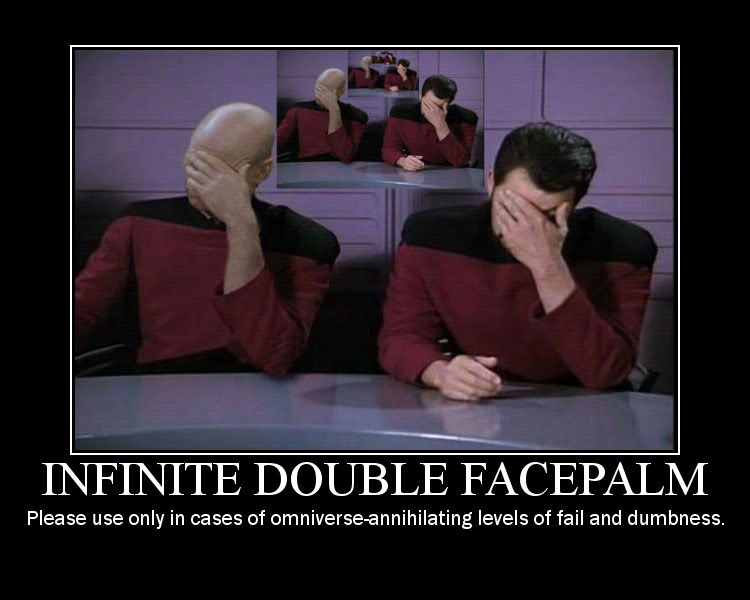 INFINITE DOUBLE FACEPALM
Please use only in cases of omniverse-annihilating levels of fail and dumbness.